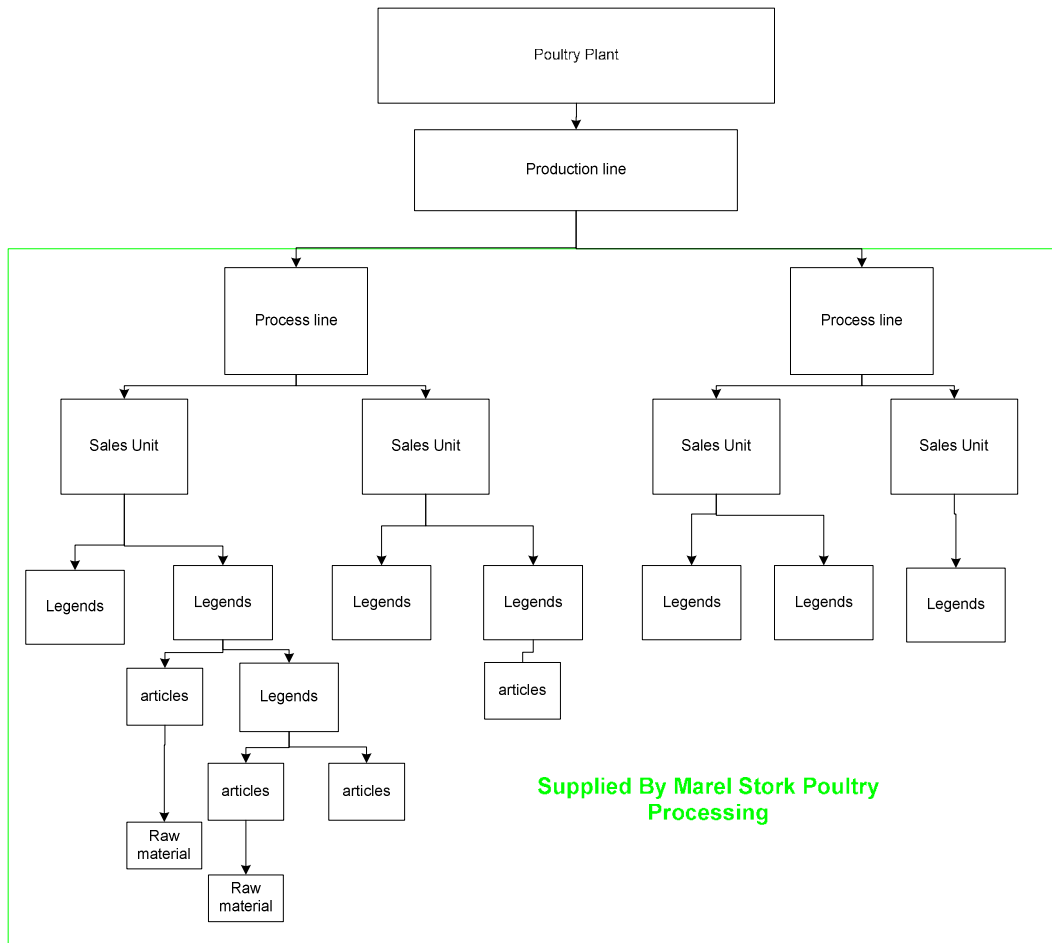 Poultry Plant
Production line
Process line
Process line
Sales Unit
Sales Unit
Sales Unit
Sales Unit
Legends
Legends
Legends
Legends
Legends
Legends
Legends
articles
Legends
articles
articles
articles
Supplied By Marel Stork Poultry
Processing
Raw
material
Raw
material